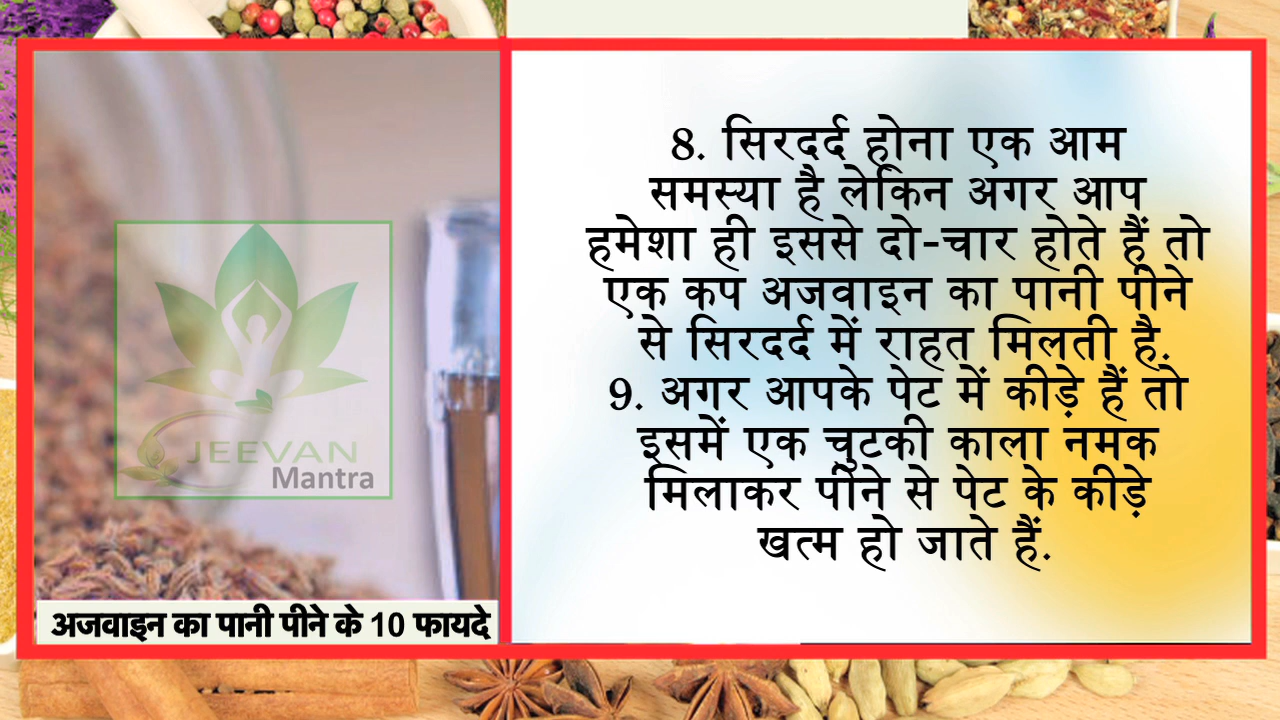 8. सिरदर्द होना एक आम
समस्या है लेकिन अगर आप
हमेशा ही इससे दो-चार होते हैं तो
एक कप अजवाइन का पानी पीने
से सिरदर्द में राहत मिलती है.
9. अगर आपके पेट में कीड़े हैं तो
इसमें एक चुटकी काला नमक
मिलाकर पीने से पेट के कीड़े
खत्म हो जाते हैं.
JEEVAN
Mantra
अजवाइन का पानी पीने के 10 फायदे